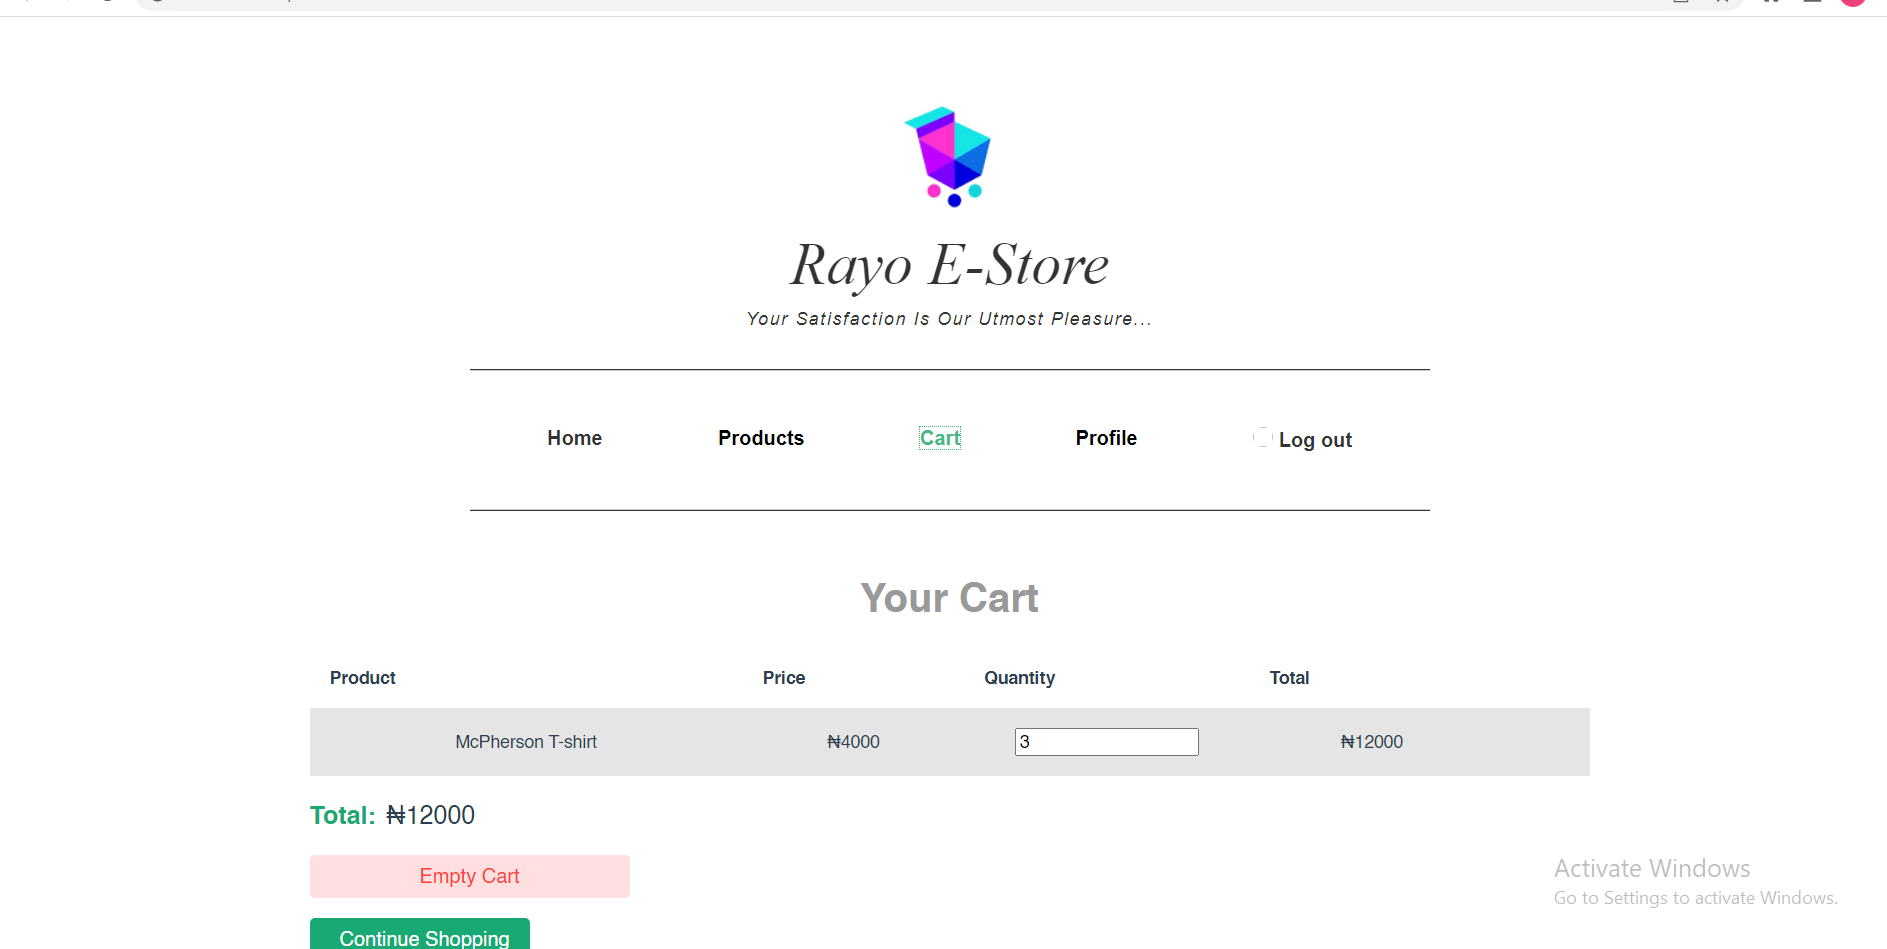 Rayo E-Store
Your Satisfaction Is Our Utmost Pleasure...
Home Products Cart Profile Log out
Your Cart
Product Price Quantity Total
McPherson T-shirt ₦4000 3 ₦12000
Total: ₦12000
Empty Cart
Continue Shopping
Activate Windows
Go to Settings to activate Windows.